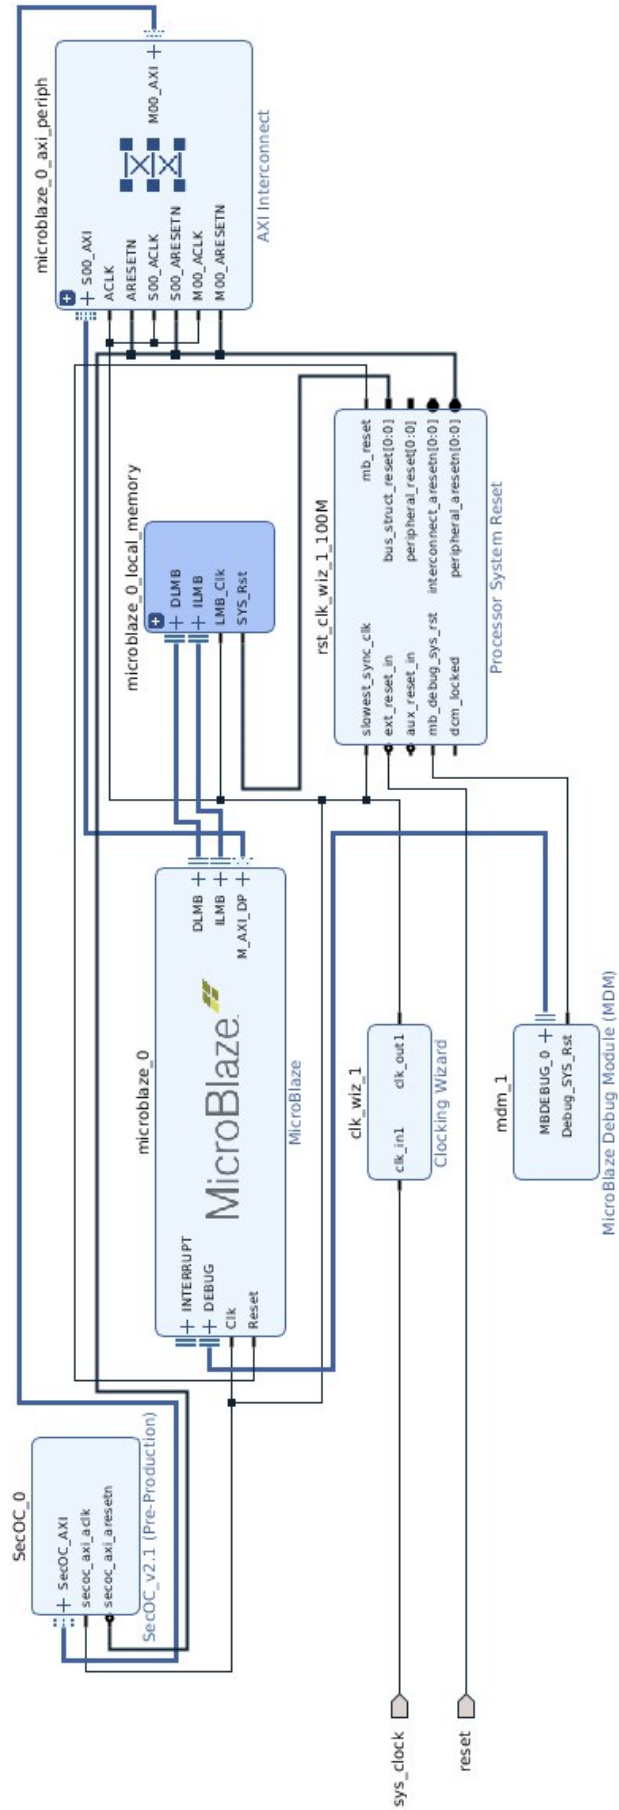 SecOC_0
SecOC_AXI
secoc_axi_aclk
secoc_axi_aresetn
SecOC_v2.1 (Pre-Production)
microblaze_0
INTERRUPT
DEBUG
Clk
Reset
MicroBlaze
DLMB
ILMB
M_AXI_DP
MicroBlaze
microblaze_0_local_memory
DLMB
ILMB
LMB_Clk
SYS_Rst
microblaze_0_axi_periph
S00_AXI
ACLK
ARESETN
S00_ACLK
S00_ARESETN
M00_ACLK
M00_ARESETN
M00_AXI
AXI Interconnect
rst_clk_wiz_1_100M
slowest_sync_clk
ext_reset_in
aux_reset_in
mb_debug_sys_rst
dcm_locked
mb_reset
bus_struct_reset[0:0]
peripheral_reset[0:0]
interconnect_aresetn[0:0]
peripheral_aresetn[0:0]
Processor System Reset
clk_wiz_1
clk_in1
clk_out1
Clocking Wizard
mdm_1
MBDEBUG_0
Debug_SYS_Rst
MicroBlaze Debug Module (MDM)
sys_clock
reset